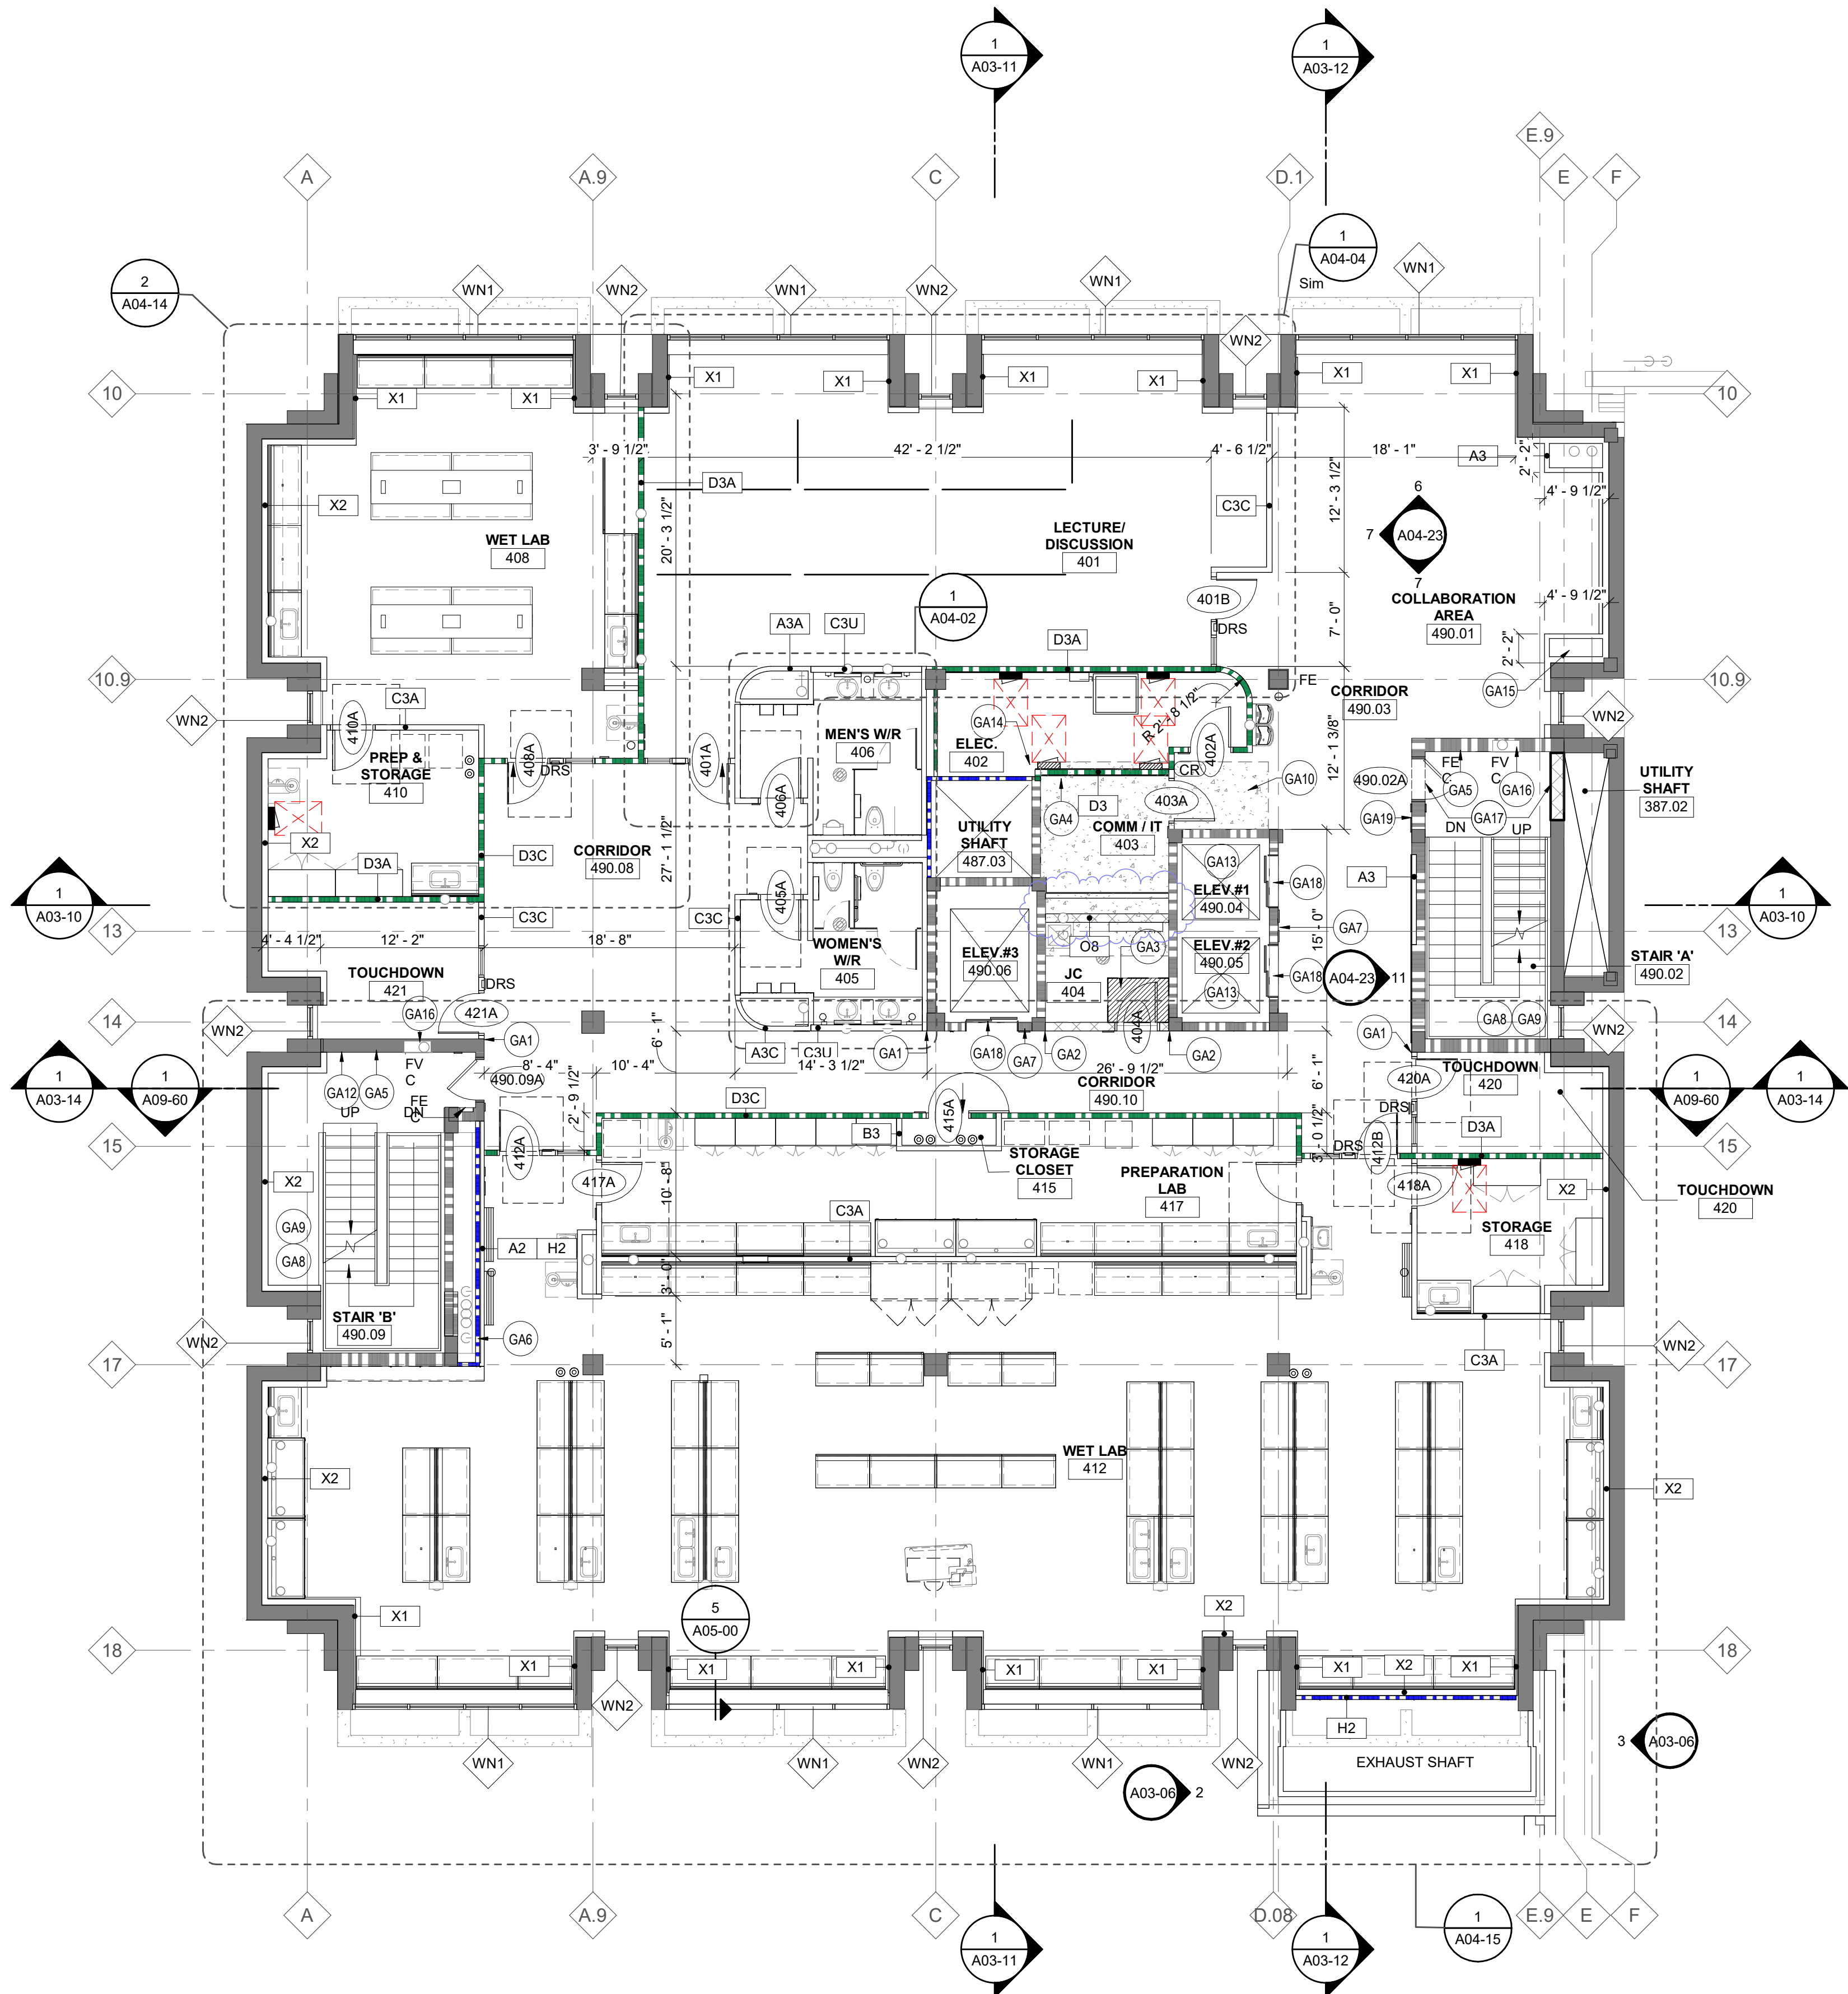 1
A03-11
1
A03-12
E.9
A
A.9
C
D.1
E
F
1
A04-04
Sim
2
A04-14
WN1
WN2
WN1
WN2
WN1
WN2
WN1
10
X1
X1
X1
X1
X1
X1
X1
X1
10
3' - 9 1/2"
42' - 2 1/2"
4' - 6 1/2"
18' - 1"
A3
2' - 2"
4' - 9 1/2"
D3A
X2
C3C
12' - 3 1/2"
6
7
A04-23
7
WET LAB
408
20' - 3 1/2"
LECTURE/
DISCUSSION
401
401B
DRS
COLLABORATION
AREA
490.01
4' - 9 1/2"
7' - 0"
2' - 2"
1
A04-02
A3A
C3U
D3A
10.9
FE
10.9
GA15
WN2
C3A
410A
CORRIDOR
490.03
WN2
R 2' - 8 1/2"
GA14
MEN'S W/R
406
ELEC.
402
402A
12' - 1 3/8"
PREP &
STORAGE
410
408A
DRS
401A
406A
CR
GA10
403A
490.02A
FE
C
FV
C
GA5
GA16
UTILITY
SHAFT
387.02
GA4
D3
COMM / IT
403
GA19
DN
GA17
UP
X2
UTILITY
SHAFT
487.03
D3A
D3C
CORRIDOR
490.08
27' - 1 1/2"
405A
GA13
ELEV.#1
490.04
GA18
A3
1
A03-10
1
A03-10
C3C
C3C
13
13
4' - 4 1/2"
12' - 2"
18' - 8"
WOMEN'S
W/R
405
ELEV.#3
490.06
O8
GA3
ELEV.#2
490.05
15' - 0"
GA7
STAIR 'A'
490.02
TOUCHDOWN
421
DRS
JC
404
GA13
GA18
A04-23
11
GA16
421A
404A
GA8
GA9
14
WN2
WN2
14
GA1
A3C
C3U
GA1
GA18
GA7
GA2
GA2
GA1
6' - 1"
8' - 4"
10' - 4"
14' - 3 1/2"
26' - 9 1/2"
6' - 1"
1
A03-14
1
A09-60
FV
C
FE
C
GA12
GA5
UP
DN
490.09A
2' - 9 1/2"
CORRIDOR
490.10
420A
TOUCHDOWN
420
DRS
1
A09-60
1
A03-14
D3C
B3
415A
3' - 0 1/2"
D3A
15
412A
DRS
412B
15
417A
10' - 8"
STORAGE
CLOSET
415
PREPARATION
LAB
417
418A
X2
X2
TOUCHDOWN
420
GA9
GA8
A2
H2
C3A
STORAGE
418
3' - 0"
STAIR 'B'
490.09
GA6
WN2
WN2
5' - 1"
C3A
17
17
WET LAB
412
X2
X2
X1
5
A05-00
X2
18
X1
X1
X1
X1
X1
X1
X2
X1
18
WN2
H2
WN1
WN1
WN2
WN1
WN2
EXHAUST SHAFT
3
A03-06
A03-06
2
A
A.9
C
D.08
E.9
E
F
1
A04-15
1
A03-11
1
A03-12